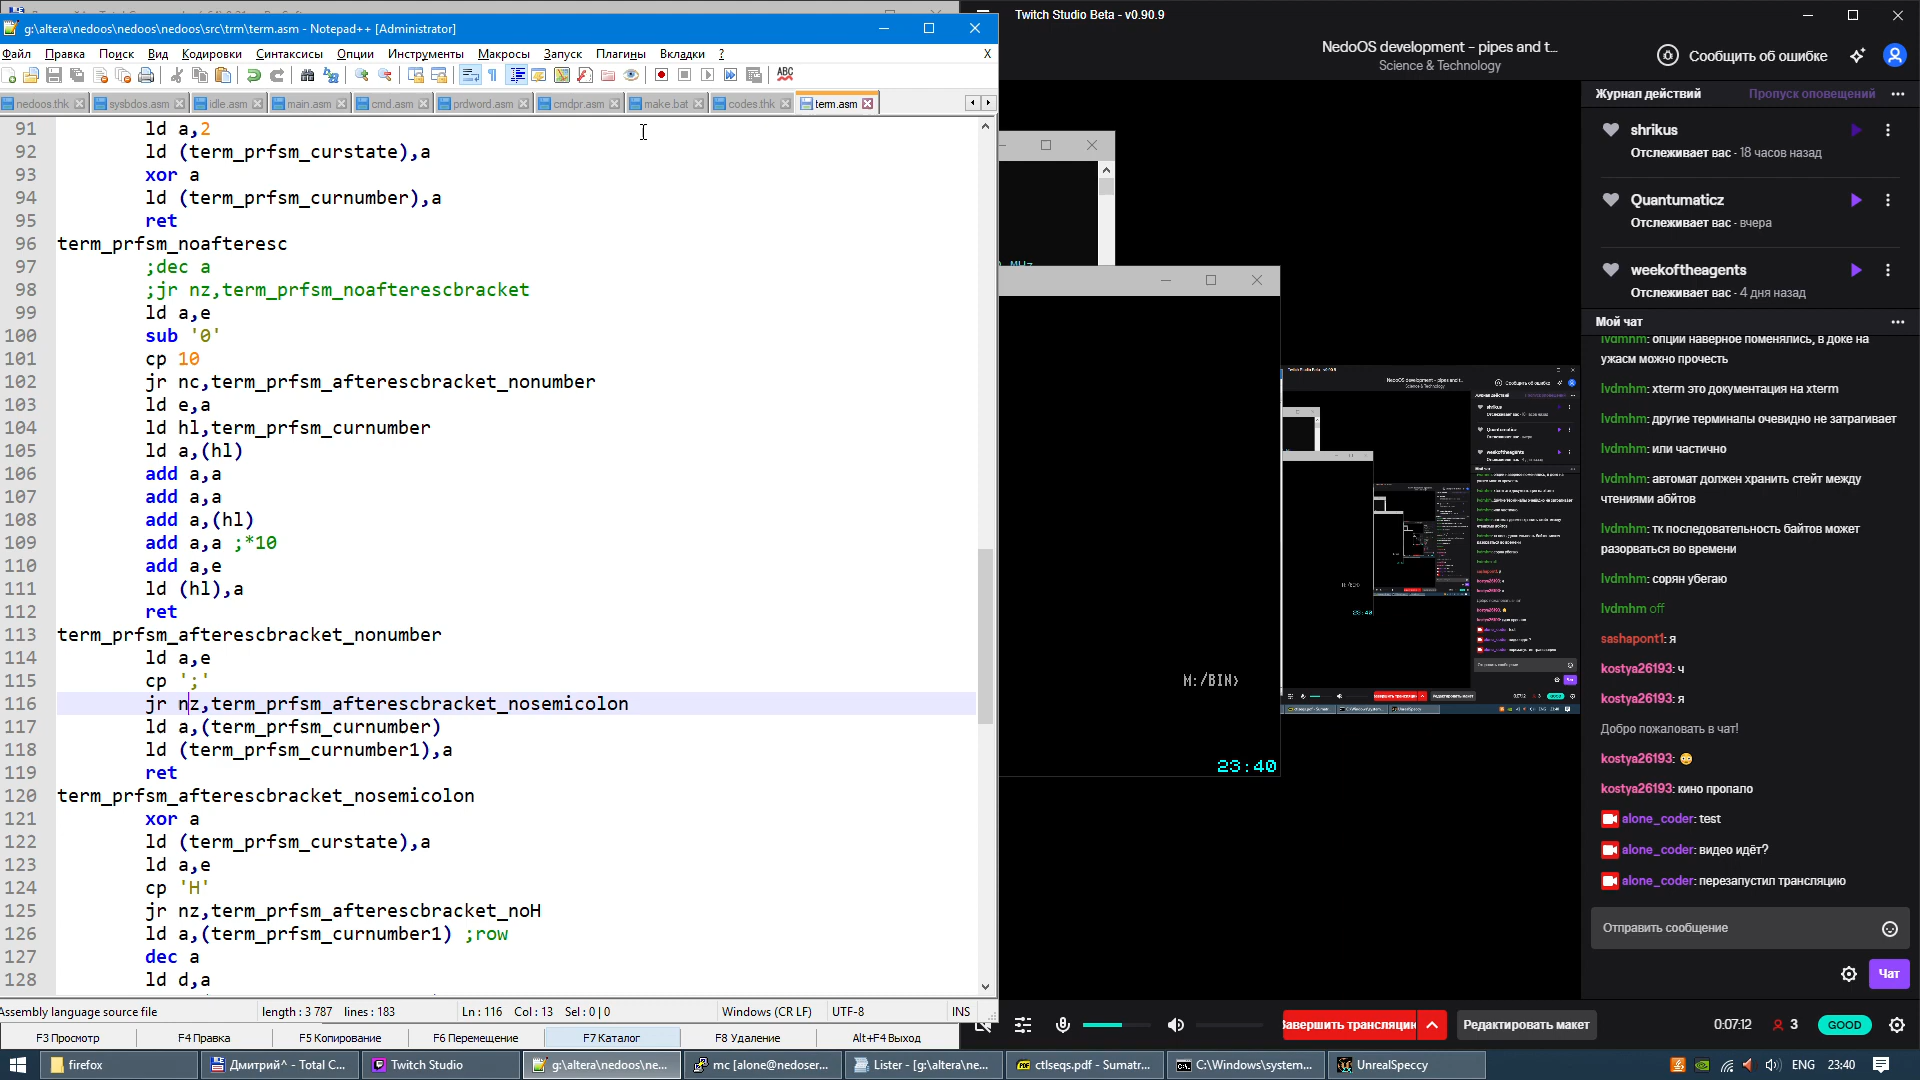 g:\altera\nedoos\nedoos\nedoos\src\trm\term.asm - Notepad++ [Administrator]
Файл Правка Поиск Вид Кодировки Синтаксисы Опции Инструменты Макросы Запуск Плагины Вкладки ? X
nedoos.thk sysbdos.asm idle.asm main.asm cmd.asm prdword.asm cmdpr.asm make.bat codes.thk term.asm
91 ld a,2
92 ld (term_prfsm_curstate),a
93 xor a
94 ld (term_prfsm_curnumber),a
95 ret
96 term_prfsm_noafteresc
97 ;dec a
98 ;jr nz,term_prfsm_noafterescbracket
99 ld a,e
100 sub '0'
101 cp 10
102 jr nc,term_prfsm_afterescbracket_nonumber
103 ld e,a
104 ld hl,term_prfsm_curnumber
105 ld a,(hl)
106 add a,a
107 add a,a
108 add a,(hl)
109 add a,a ;*10
110 add a,e
111 ld (hl),a
112 ret
113 term_prfsm_afterescbracket_nonumber
114 ld a,e
115 cp ';'
116 jr nz,term_prfsm_afterescbracket_nosemicolon
117 ld a,(term_prfsm_curnumber)
118 ld (term_prfsm_curnumber1),a
119 ret
120 term_prfsm_afterescbracket_nosemicolon
121 xor a
122 ld (term_prfsm_curstate),a
123 ld a,e
124 cp 'H'
125 jr nz,term_prfsm_afterescbracket_noH
126 ld a,(term_prfsm_curnumber1) ;row
127 dec a
128 ld d,a
Assembly language source file length : 3 787 lines : 183 Ln : 116 Col : 13 Sel : 0 | 0 Windows (CR LF) UTF-8 INS
F3 Просмотр F4 Правка F5 Копирование F6 Перемещение F7 Каталог F8 Удаление Alt+F4 Выход
M:/BIN>
23:40
Twitch Studio Beta - v0.90.9
NedoOS development - pipes and t...
Science & Technology
Сообщить об ошибке
Журнал действий Пропуск оповещений
shrikus
Отслеживает вас - 18 часов назад
Quantumaticz
Отслеживает вас - вчера
weekoftheagents
Отслеживает вас - 4 дня назад
Мой чат
lvdmhm: опции наверное поменялись, в доке на
ужасм можно прочесть
lvdmhm: xterm это документация на xterm
lvdmhm: другие терминалы очевидно не затрагивает
lvdmhm: или частично
lvdmhm: автомат должен хранить стейт между
чтениями абйтов
lvdmhm: тк последовательность байтов может
разорваться во времени
lvdmhm: сорян убегаю
lvdmhm off
sashapont1: я
kostya26193: ч
kostya26193: я
Добро пожаловать в чат!
kostya26193: 😳
kostya26193: кино пропало
alone_coder: test
alone_coder: видео идёт?
alone_coder: перезапустил трансляцию
Отправить сообщение
Чат
Завершить трансляцию Редактировать макет 0:07:12 3 GOOD
firefox Дмитрий^ - Total C... Twitch Studio g:\altera\nedoos\ne... mc [alone@nedoser... Lister - [g:\altera\ne... ctlseqs.pdf - Sumatr... C:\Windows\system... UnrealSpeccy ENG 23:40